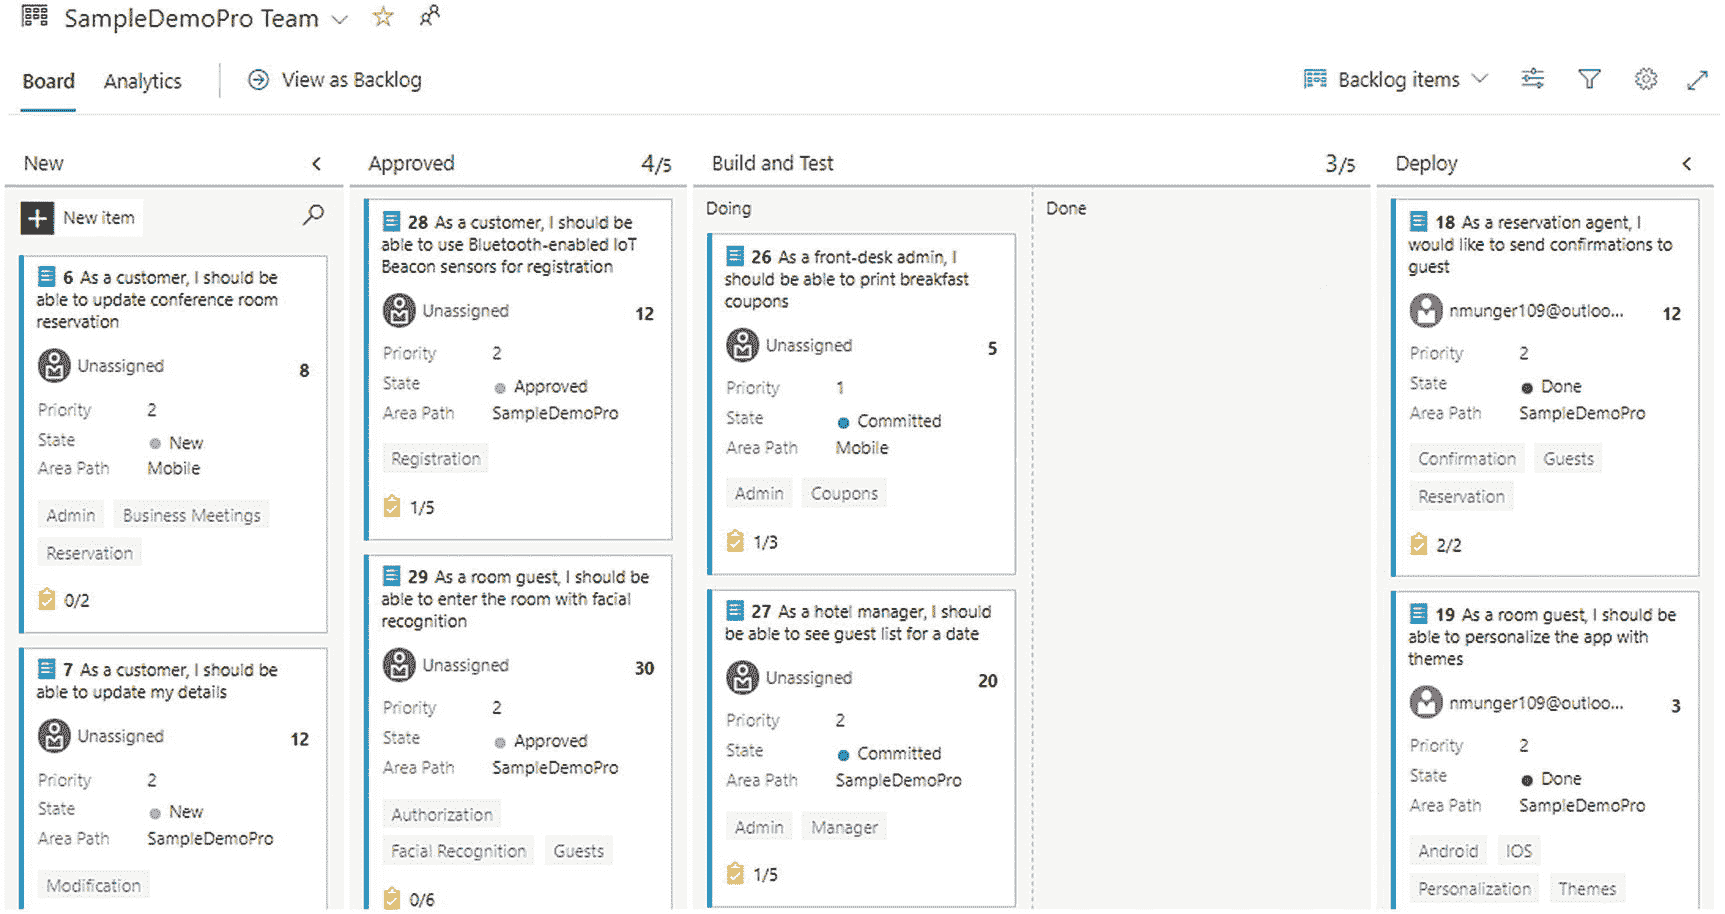 SampleDemoPro Team
Board Analytics View as Backlog Backlog items
New
New item
6 As a customer, I should be
able to update conference room
reservation
Unassigned 8
Priority 2
State New
Area Path Mobile
Admin Business Meetings
Reservation
0/2
7 As a customer, I should be
able to update my details
Unassigned 12
Priority 2
State New
Area Path SampleDemoPro
Modification
Approved 4/5
28 As a customer, I should be
able to use Bluetooth-enabled IoT
Beacon sensors for registration
Unassigned 12
Priority 2
State Approved
Area Path SampleDemoPro
Registration
1/5
29 As a room guest, I should be
able to enter the room with facial
recognition
Unassigned 30
Priority 2
State Approved
Area Path SampleDemoPro
Authorization
Facial Recognition Guests
0/6
Build and Test 3/5
Doing
26 As a front-desk admin, I
should be able to print breakfast
coupons
Unassigned 5
Priority 1
State Committed
Area Path Mobile
Admin Coupons
1/3
27 As a hotel manager, I should
be able to see guest list for a date
Unassigned 20
Priority 2
State Committed
Area Path SampleDemoPro
Admin Manager
1/5
Done
Deploy
18 As a reservation agent, I
would like to send confirmations to
guest
nmunger109@outloo... 12
Priority 2
State Done
Area Path SampleDemoPro
Confirmation Guests
Reservation
2/2
19 As a room guest, I should be
able to personalize the app with
themes
nmunger109@outloo... 3
Priority 2
State Done
Area Path SampleDemoPro
Android IOS
Personalization Themes